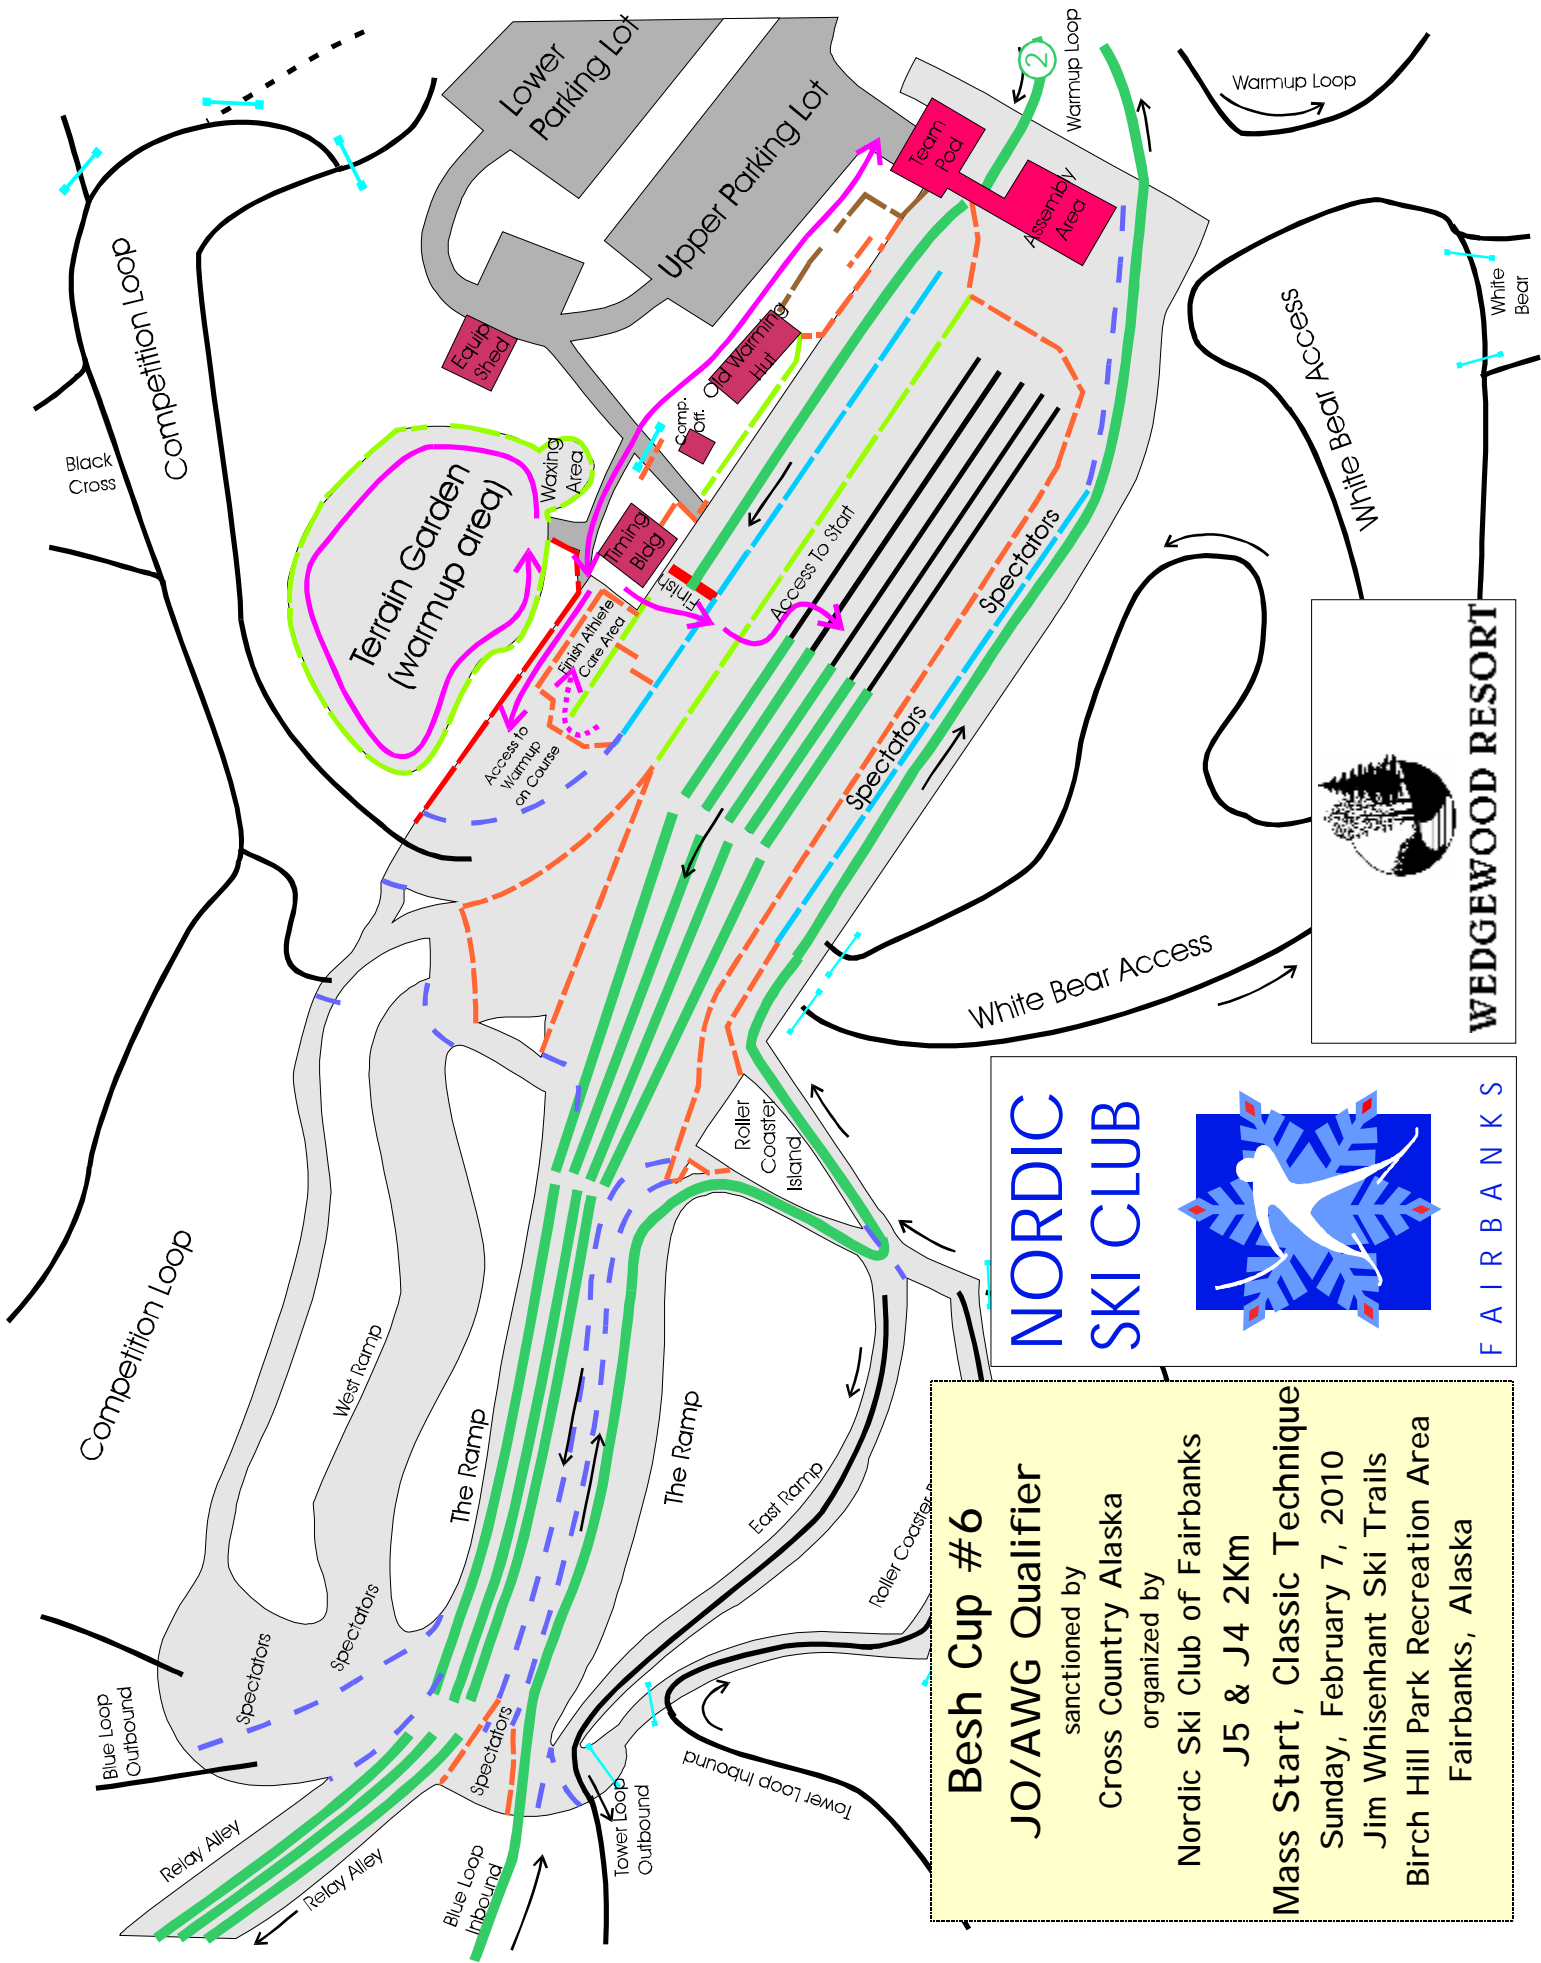 Lower
Parking Lot
Upper Parking Lot
Equip
Shed
Team
Pod
Assembly
Area
2
Warmup Loop
Warmup Loop
Competition Loop
Black
Cross
Old Warming
Hut
Comp.
Off.
Waxing
Area
Terrain Garden
(warmup area)
Timing
Bldg
Finish
Finish Athlete
Care Area
Access To Start
Access to
Warmup
on Course
Spectators
Spectators
White Bear Access
White
Bear
White Bear Access
WEDGEWOOD RESORT
Roller
Coaster
Island
NORDIC
SKI CLUB
FAIRBANKS
Competition Loop
West Ramp
The Ramp
The Ramp
East Ramp
Roller Coaster
Spectators
Spectators
Spectators
Blue Loop
Outbound
Relay Alley
Relay Alley
Blue Loop
Inbound
Tower Loop
Outbound
Tower Loop Inbound
Besh Cup #6
JO/AWG Qualifier
sanctioned by
Cross Country Alaska
organized by
Nordic Ski Club of Fairbanks
J5 & J4 2Km
Mass Start, Classic Technique
Sunday, February 7, 2010
Jim Whisenhant Ski Trails
Birch Hill Park Recreation Area
Fairbanks, Alaska